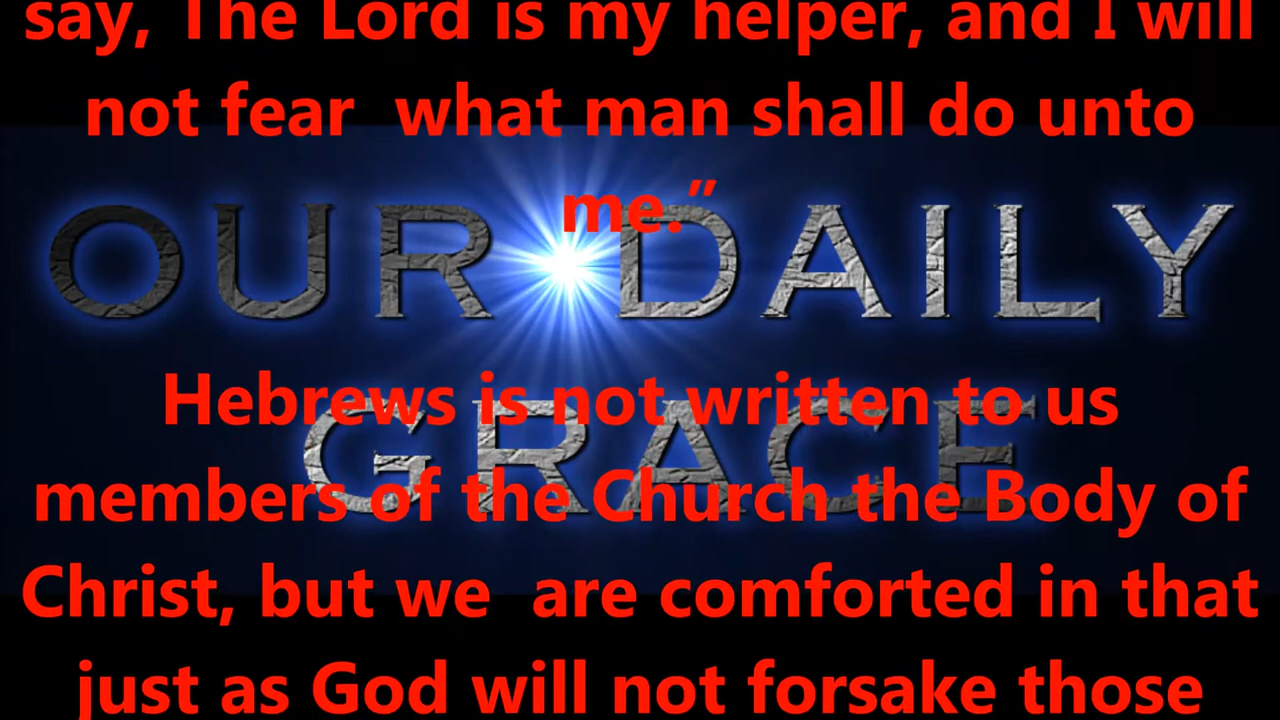 say, The Lord is my helper, and I will
not fear  what man shall do unto
me.”
OUR DAILY
GRACE
Hebrews is not written to us
members of the Church the Body of
Christ, but we  are comforted in that
just as God will not forsake those